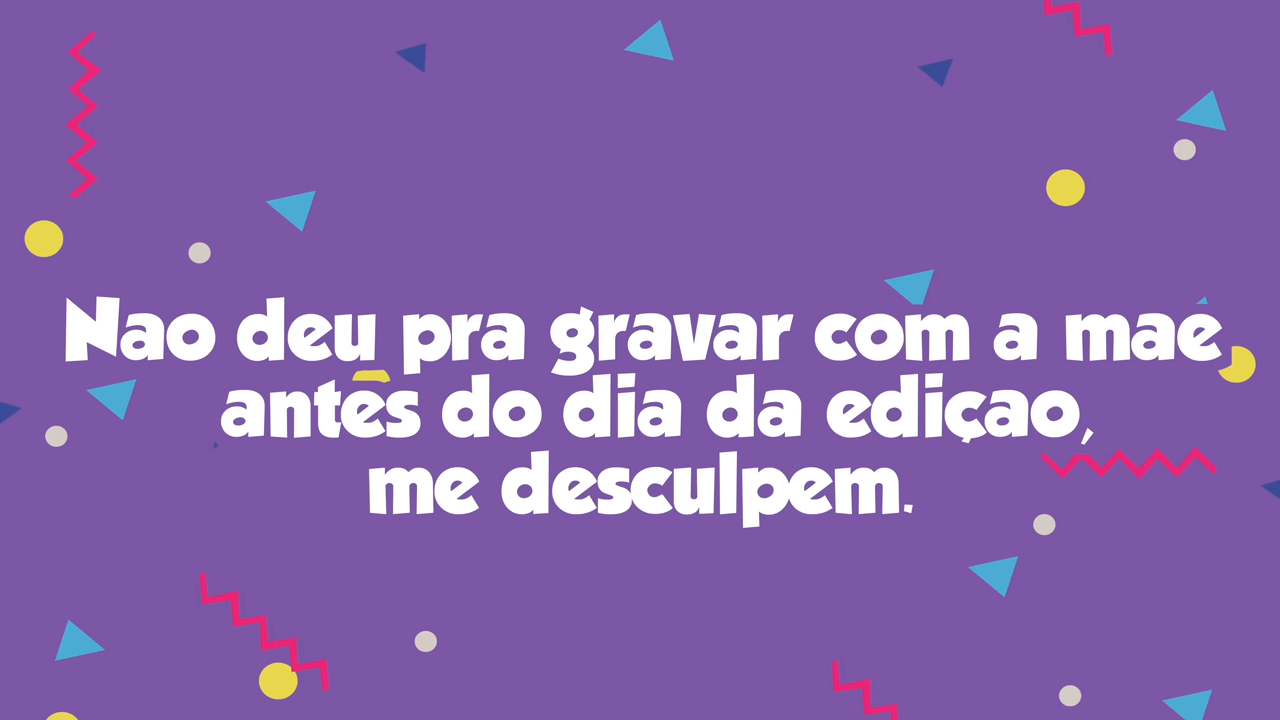 Nao deu pra gravar com a mae
antes do dia da ediçao,
me desculpem.